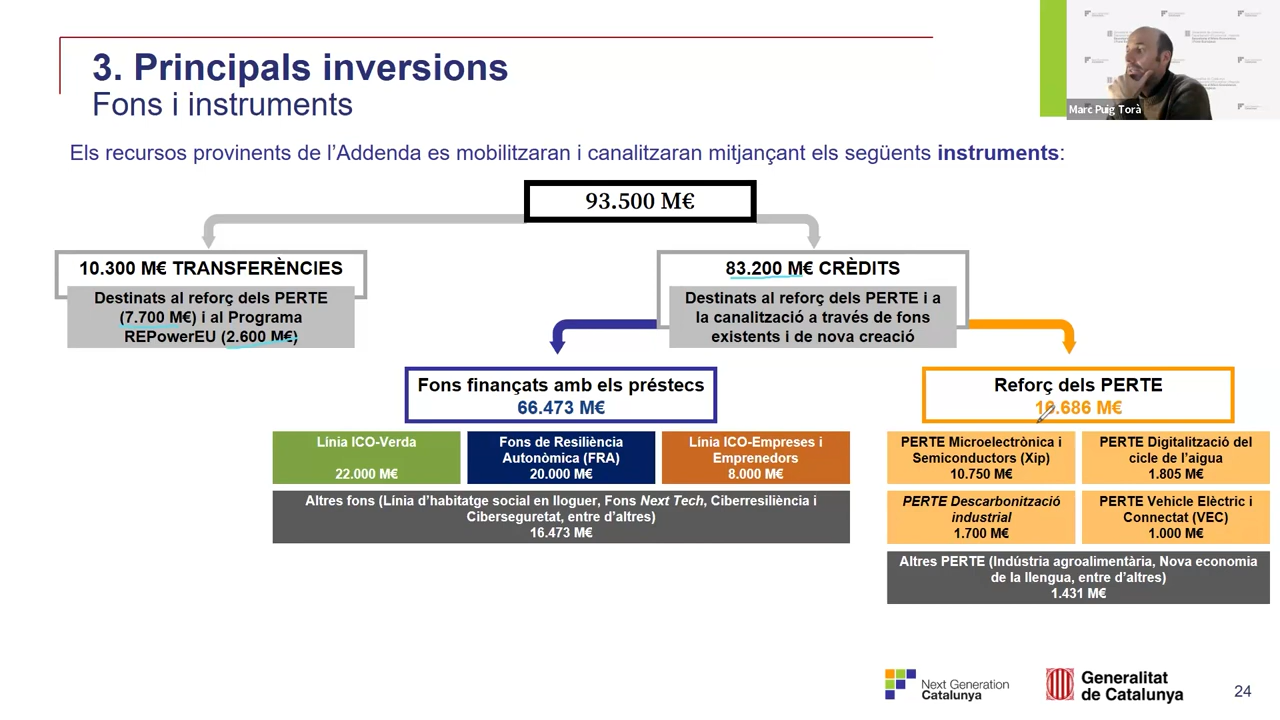 3. Principals inversions
Fons i instruments
Marc Puig Torà
Els recursos provinents de l'Addenda es mobilitzaran i canalitzaran mitjançant els següents instruments:
93.500 M€
10.300 M€ TRANSFERÈNCIES
Destinats al reforç dels PERTE
(7.700 M€) i al Programa
REPowerEU (2.600 M€)
83.200 M€ CRÈDITS
Destinats al reforç dels PERTE i a
la canalització a través de fons
existents i de nova creació
Fons finançats amb els préstecs
66.473 M€
Línia ICO-Verda
22.000 M€
Fons de Resiliència
Autonòmica (FRA)
20.000 M€
Línia ICO-Empreses i
Emprenedors
8.000 M€
Altres fons (Línia d'habitatge social en lloguer, Fons Next Tech, Ciberresiliència i
Ciberseguretat, entre d'altres)
16.473 M€
Reforç dels PERTE
16.686 M€
PERTE Microelectrònica i
Semiconductors (Xip)
10.750 M€
PERTE Digitalització del
cicle de l'aigua
1.805 M€
PERTE Descarbonització
industrial
1.700 M€
PERTE Vehicle Elèctric i
Connectat (VEC)
1.000 M€
Altres PERTE (Indústria agroalimentària, Nova economia
de la llengua, entre d'altres)
1.431 M€
Next Generation
Catalunya
Generalitat
de Catalunya
24